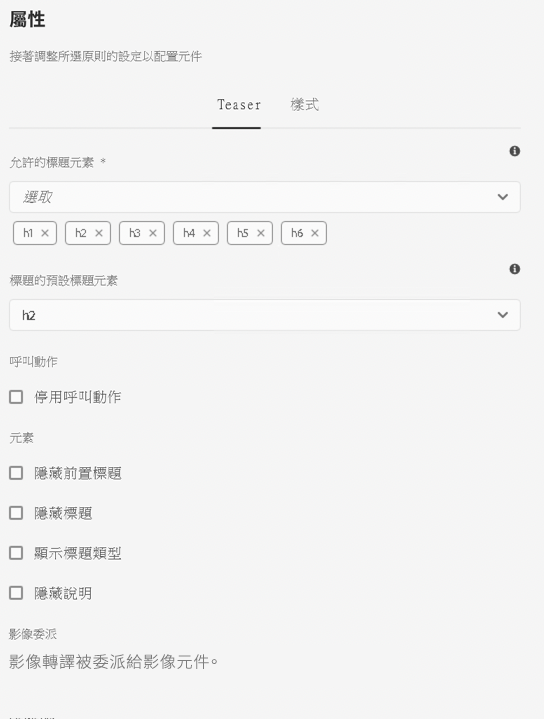 屬性
接著調整所選原則的設定以配置元件
Teaser 樣式
允許的標題元素 *
選取
h1 × h2 × h3 × h4 × h5 × h6 ×
標題的預設標題元素
h2
呼叫動作
停用呼叫動作
元素
隱藏前置標題
隱藏標題
顯示標題類型
隱藏說明
影像委派
影像轉譯被委派給影像元件。